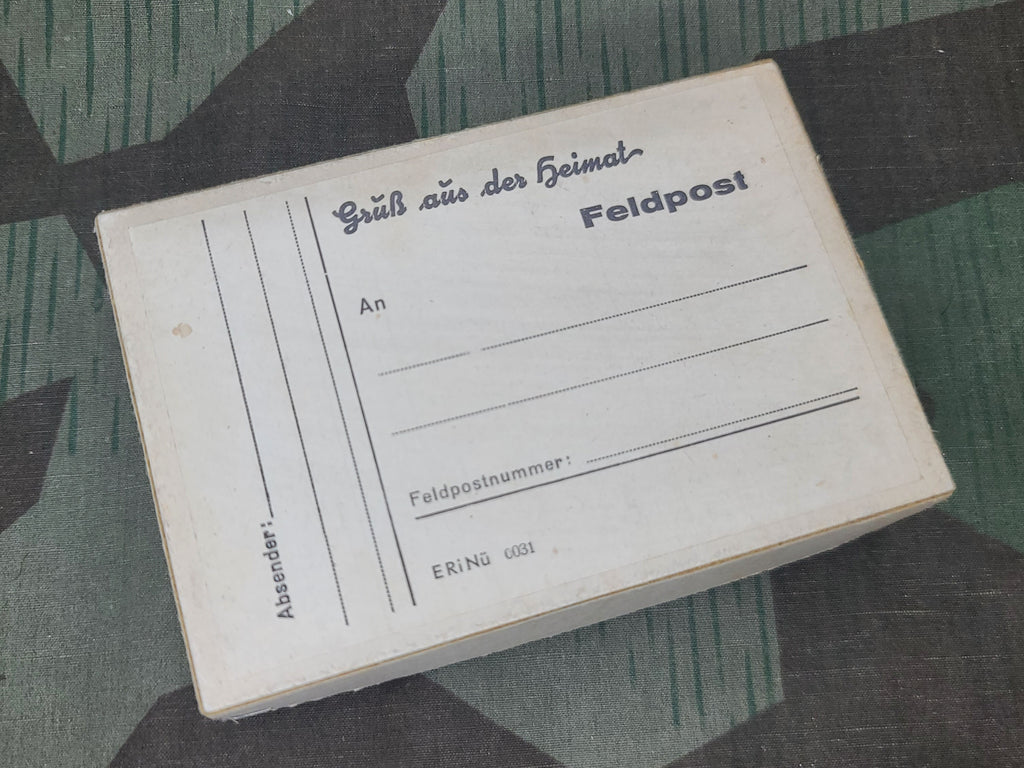 Gruß aus der Heimat
Feldpost
An
Feldpostnummer:
ERiNü 0031
Absender: